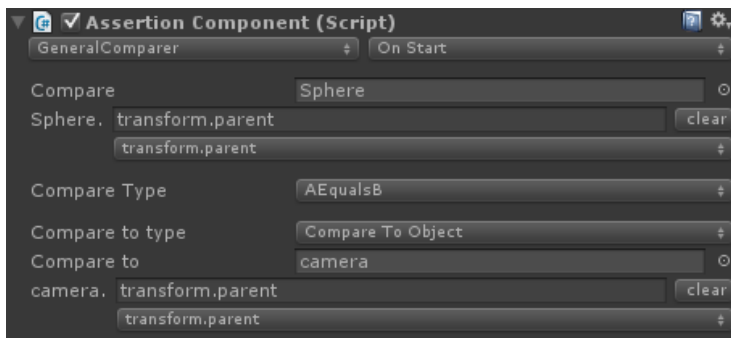 C# Assertion Component (Script)
GeneralComparer On Start
Compare Sphere
Sphere. transform.parent clear
transform.parent
Compare Type AEqualsB
Compare to type Compare To Object
Compare to camera
camera. transform.parent clear
transform.parent